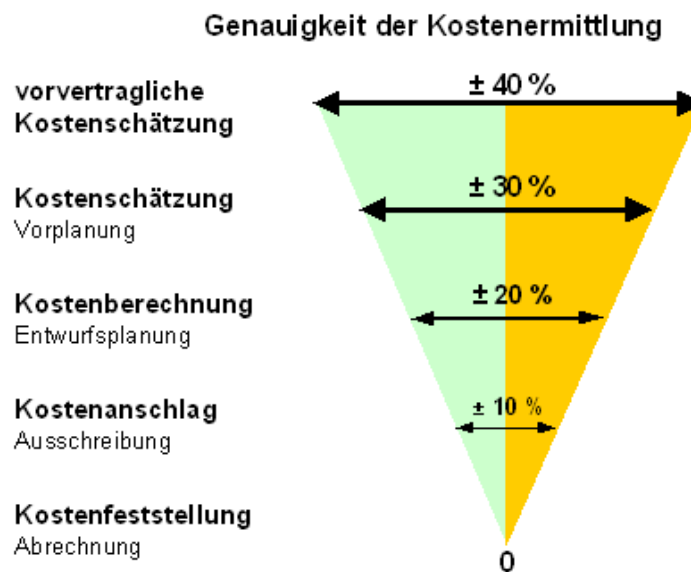 Genauigkeit der Kostenermittlung
vorvertragliche
Kostenschätzung
± 40 %
Kostenschätzung
Vorplanung
± 30 %
Kostenberechnung
Entwurfsplanung
± 20 %
Kostenanschlag
Ausschreibung
± 10 %
Kostenfeststellung
Abrechnung
0